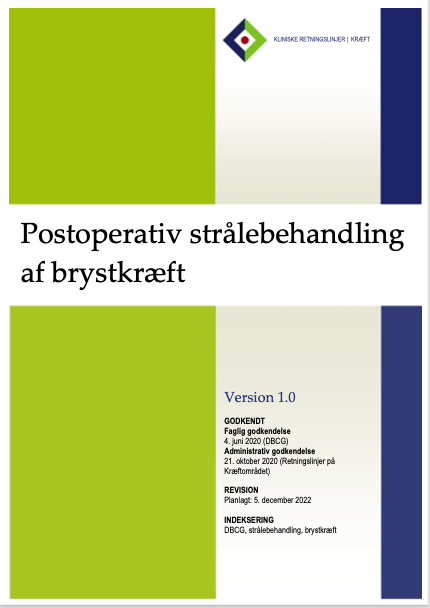 KLINISKE RETNINGSLINJER | KRÆFT
Postoperativ strålebehandling
af brystkræft
Version 1.0
GODKENDT
Faglig godkendelse
4. juni 2020 (DBCG)
Administrativ godkendelse
21. oktober 2020 (Retningslinjer på
Kræftområdet)
REVISION
Planlagt: 5. december 2022
INDEKSERING
DBCG, strålebehandling, brystkræft